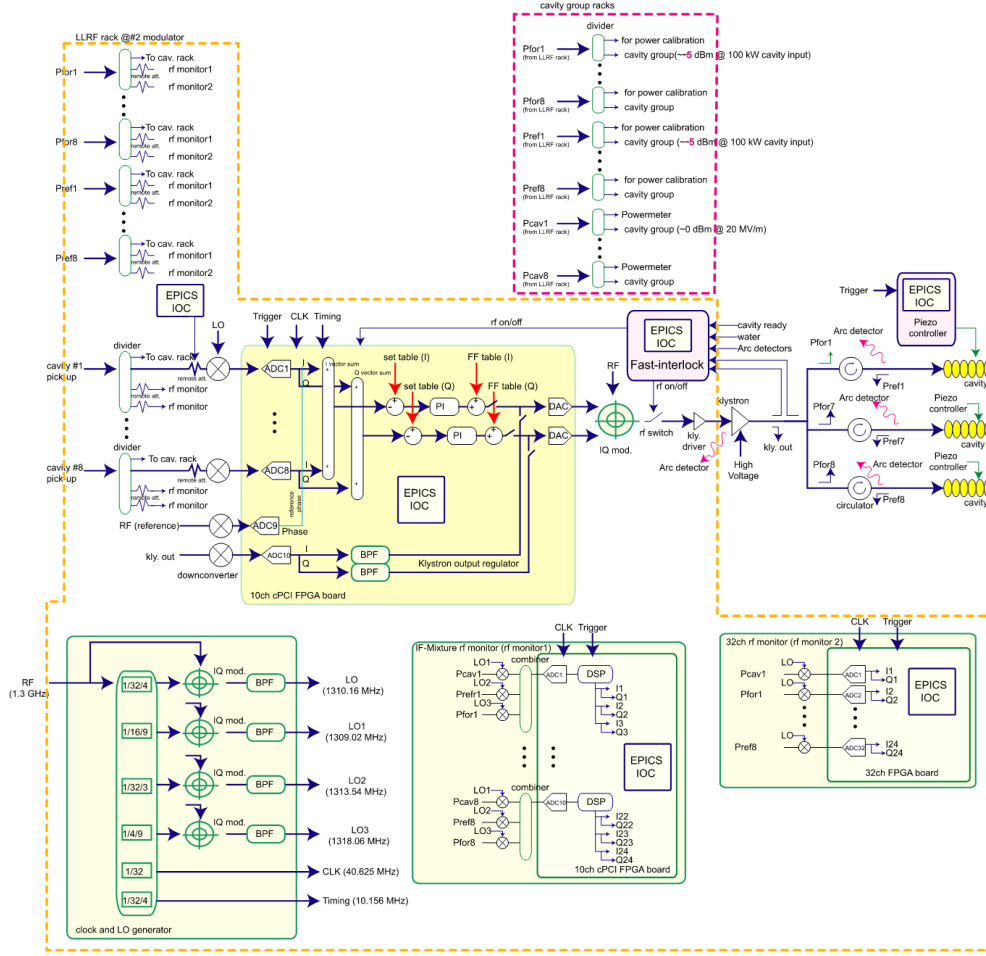 cavity group racks
LLRF rack @#2 modulator
Pfor1
To cav. rack
rf monitor1
remote att.
rf monitor2
Pfor8
To cav. rack
rf monitor1
rf monitor2
Pref1
To cav. rack
rf monitor1
remote att.
rf monitor2
Pref8
To cav. rack
rf monitor1
remote att.
rf monitor2
divider
Pfor1
(from LLRF rack)
for power calibration
cavity group(~-5 dBm @ 100 kW cavity input)
Pfor8
(from LLRF rack)
for power calibration
cavity group
Pref1
(from LLRF rack)
for power calibration
cavity group (~-5 dBm @ 100 kW cavity input)
Pref8
(from LLRF rack)
for power calibration
cavity group
Pcav1
(from LLRF rack)
Powermeter
cavity group (~0 dBm @ 20 MV/m)
Pcav8
(from LLRF rack)
Powermeter
cavity group
EPICS
IOC
LO
Trigger
CLK
Timing
rf on/off
divider
cavity #1
pick-up
To cav. rack
remote att.
rf monitor
remote att.
rf monitor
ADC1
I
Q
I vector sum
Q vector sum
set table (I)
FF table (I)
set table (Q)
FF table (Q)
PI
PI
DAC
DAC
RF
IQ mod.
EPICS
IOC
Fast-interlock
cavity ready
water
Arc detectors
rf on/off
rf switch
kly.
driver
klystron
Arc detector
High
Voltage
kly. out
Trigger
EPICS
IOC
Piezo
controller
Arc detector
Pfor1
Pref1
cavity
Pfor7
Arc detector
Pref7
Piezo
controller
cavity
Pfor8
Arc detector
Pref8
circulator
Piezo
controller
cavity
divider
cavity #8
pick-up
To cav. rack
remote att.
rf monitor
rf monitor
ADC8
I
Q
reference
phase
EPICS
IOC
RF (reference)
ADC9
Phase
kly. out
downconverter
ADC10
I
Q
BPF
BPF
Klystron output regulator
10ch cPCI FPGA board
RF
(1.3 GHz)
1/32/4
IQ mod.
BPF
LO
(1310.16 MHz)
1/16/9
IQ mod.
BPF
LO1
(1309.02 MHz)
1/32/3
IQ mod.
BPF
LO2
(1313.54 MHz)
1/4/9
IQ mod.
BPF
LO3
(1318.06 MHz)
1/32
CLK (40.625 MHz)
1/32/4
Timing (10.156 MHz)
clock and LO generator
CLK
Trigger
IF-Mixture rf monitor (rf monitor1)
LO1
Pcav1
LO2
Prefr1
LO3
Pfor1
combiner
ADC1
DSP
I1
Q1
I2
Q2
I3
Q3
EPICS
IOC
LO1
Pcav8
LO2
Pref8
LO3
Pfor8
combiner
ADC10
DSP
I22
Q22
I23
Q23
I24
Q24
10ch cPCI FPGA board
CLK
Trigger
32ch rf monitor (rf monitor 2)
LO
Pcav1
ADC1
I1
Q1
LO
Pfor1
ADC2
I2
Q2
EPICS
IOC
LO
Pref8
ADC32
I24
Q24
32ch FPGA board